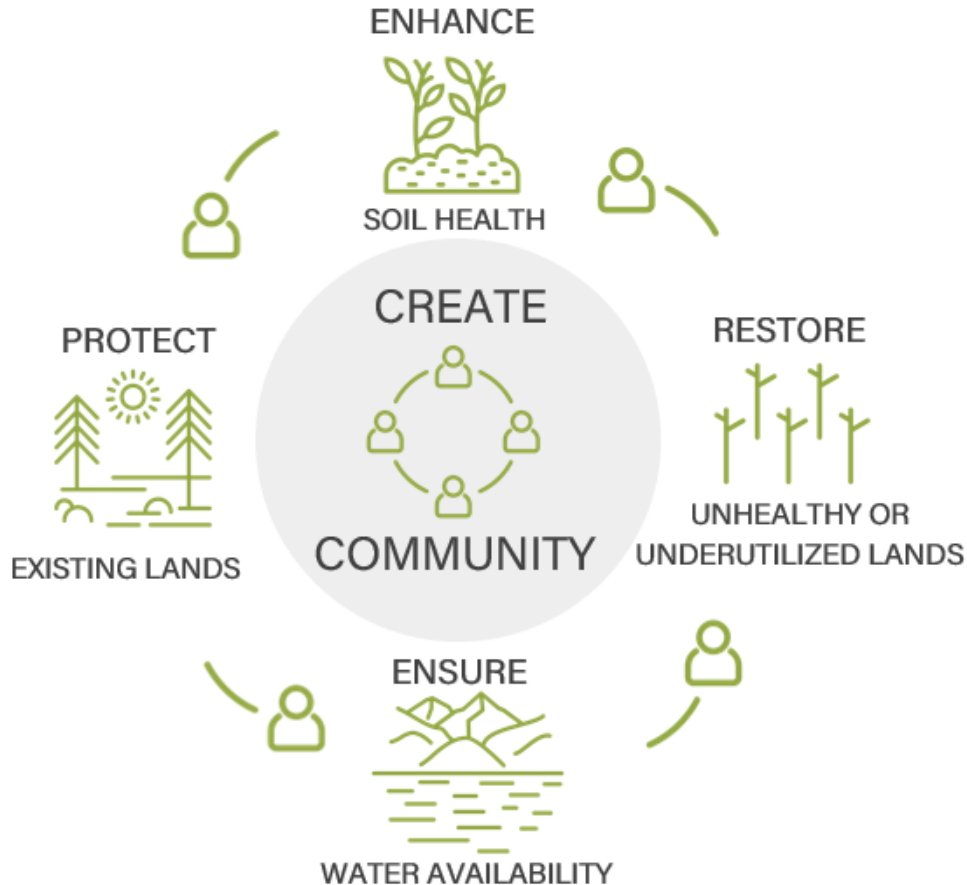 ENHANCE
SOIL HEALTH
PROTECT
EXISTING LANDS
CREATE
COMMUNITY
RESTORE
UNHEALTHY OR
UNDERUTILIZED LANDS
ENSURE
WATER AVAILABILITY